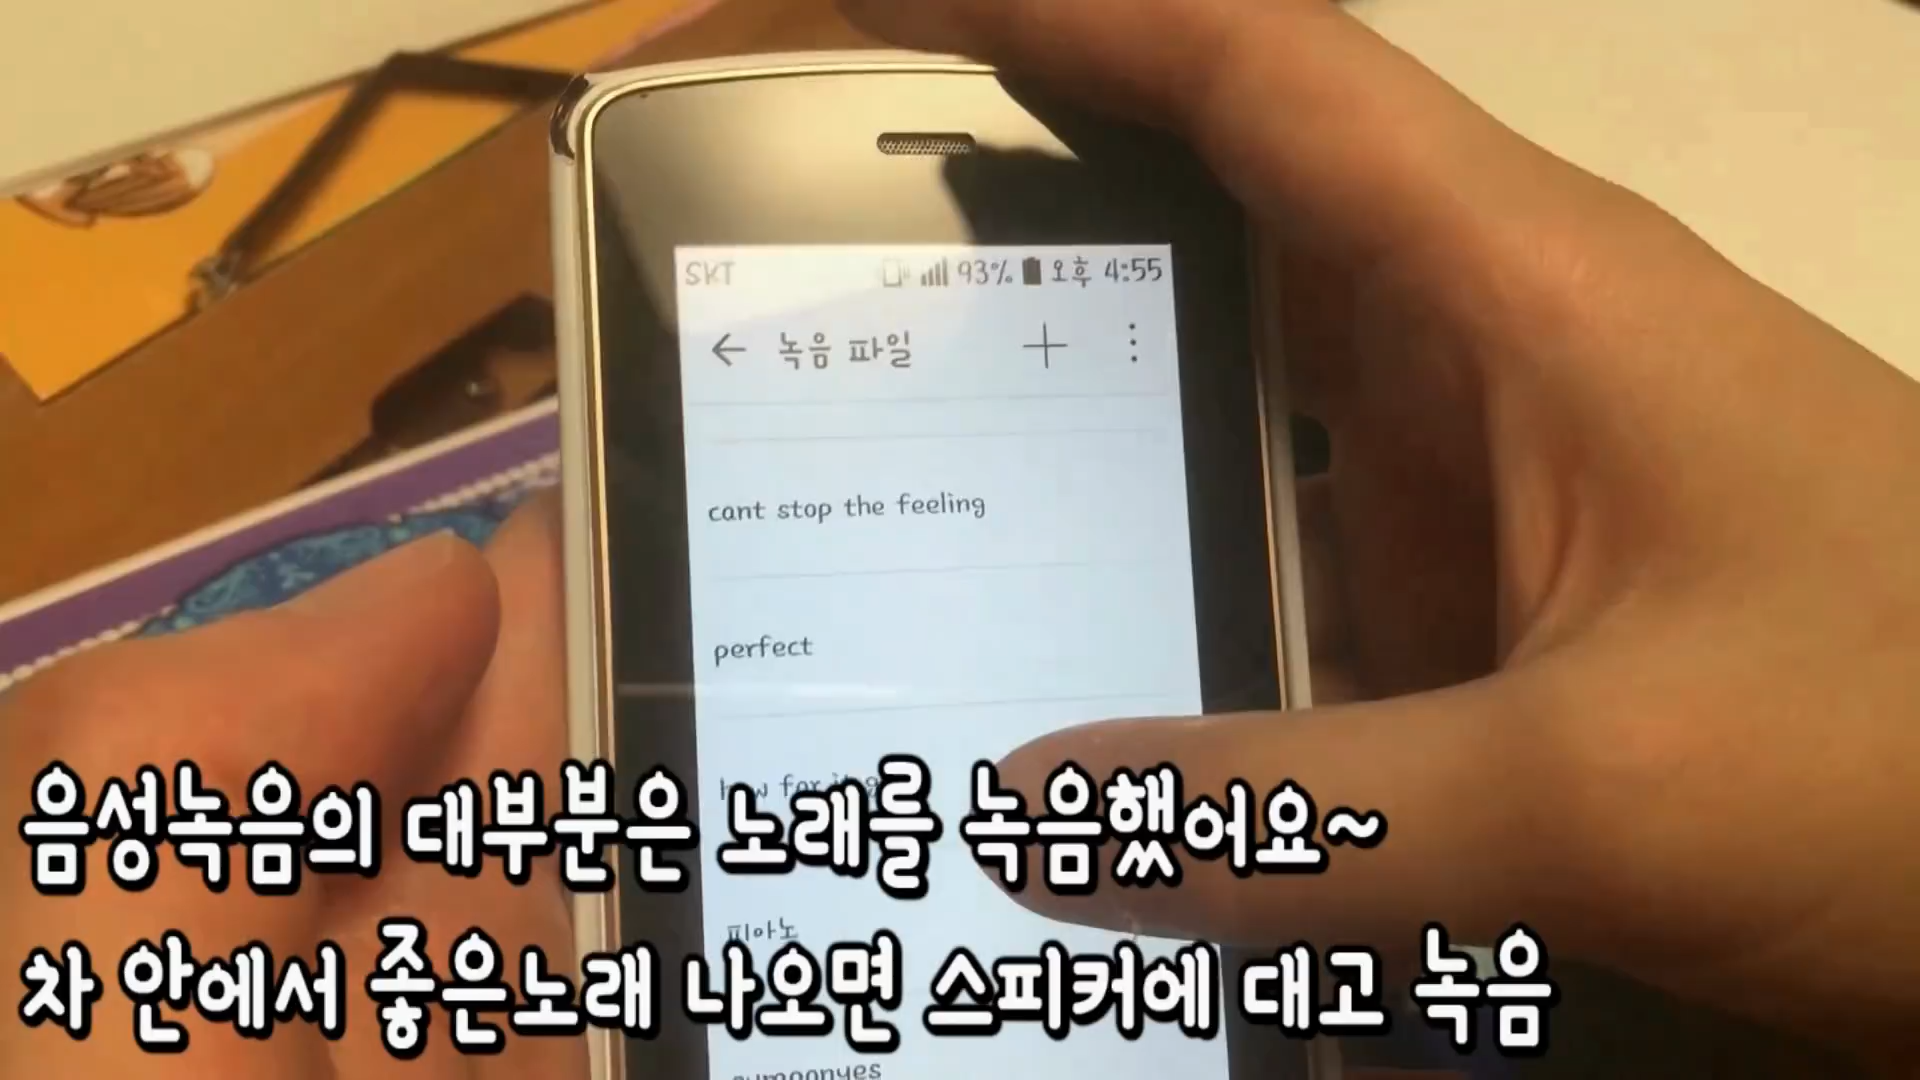 SKT 93% 오후 4:55
녹음 파일
cant stop the feeling
perfect
음성녹음의 대부분은 노래를 녹음했어요~
피아노
차 안에서 좋은노래 나오면 스피커에 대고 녹음